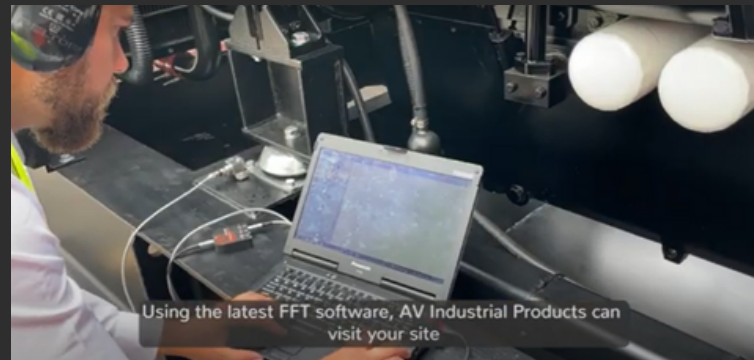 Using the latest FFT software, AV Industrial Products can
visit your site